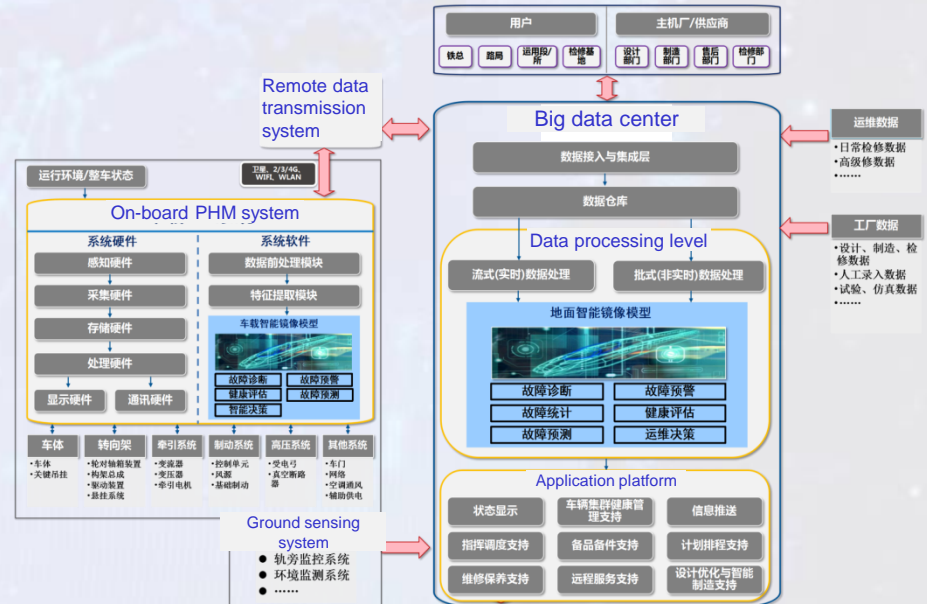 用户
主机厂/供应商
铁总
路局
运用段/
所
检修基
地
设计
部门
制造
部门
售后
部门
检修部
门
Remote data
transmission
system
Big data center
运维数据
•日常检修数据
•高级修数据
•……
数据接入与集成层
数据仓库
工厂数据
•设计、制造、检
修数据
•人工录入数据
•试验、仿真数据
•……
运行环境/整车状态
卫星、2/3/4G、
WIFI、WLAN
On-board PHM system
系统硬件
系统软件
感知硬件
采集硬件
存储硬件
处理硬件
显示硬件
通讯硬件
数据前处理模块
特征提取模块
车载智能镜像模型
故障诊断
故障预警
健康评估
故障预测
智能决策
Data processing level
流式(实时)数据处理
批式(非实时)数据处理
地面智能镜像模型
故障诊断
故障预警
故障统计
健康评估
故障预测
运维决策
车体
•车体
•关键吊挂
转向架
•轮对轴箱装置
•构架总成
•驱动装置
•悬挂系统
牵引系统
•变流器
•变压器
•牵引电机
制动系统
•控制单元
•风源
•基础制动
高压系统
•受电弓
•真空断路
器
其他系统
•车门
•网络
•空调通风
•辅助供电
Application platform
状态显示
车辆集群健康管
理支持
信息推送
指挥调度支持
备品备件支持
计划排程支持
维修保养支持
远程服务支持
设计优化与智能
制造支持
Ground sensing
system
● 轨旁监控系统
● 环境监测系统
● ……